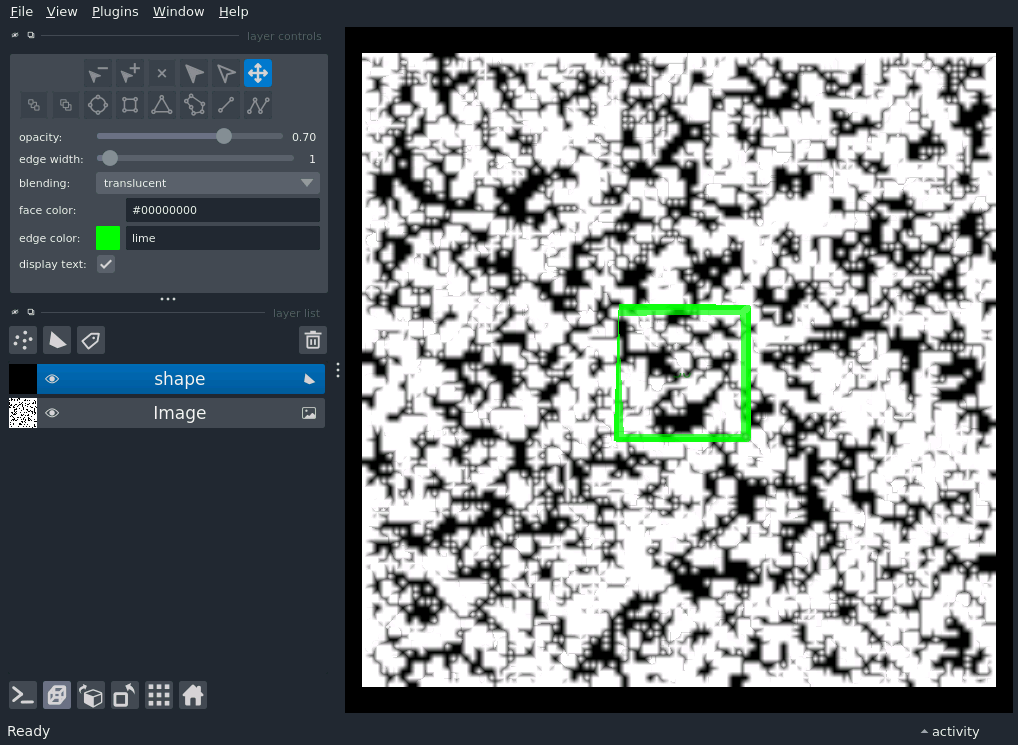 File View Plugins Window Help
layer controls
opacity: 0.70
edge width: 1
blending: translucent
face color: #00000000
edge color: lime
display text:
layer list
shape
Image
Ready activity